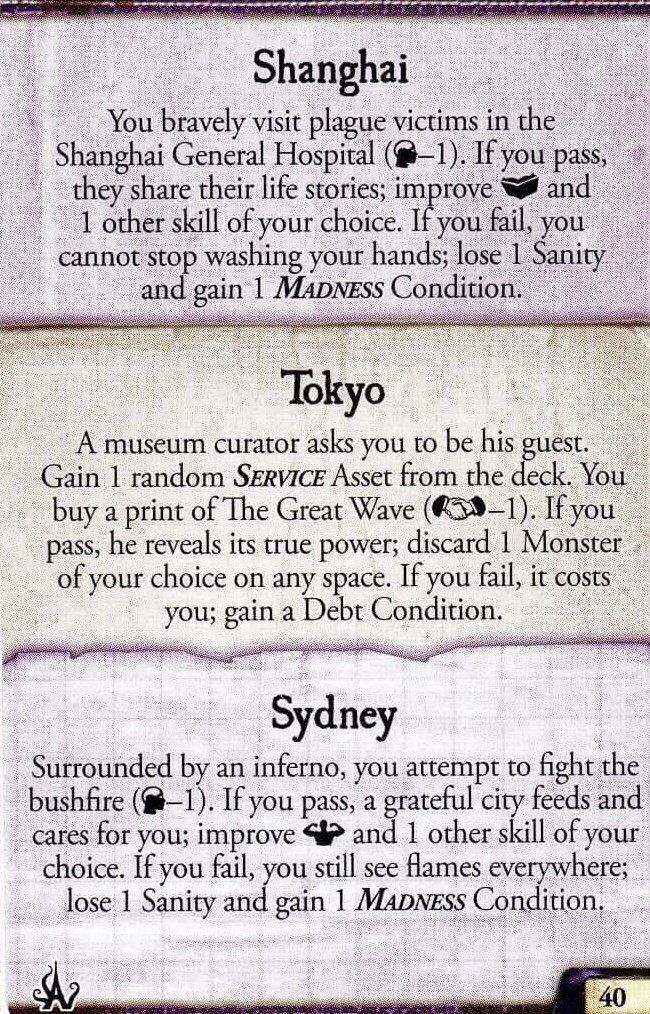 Shanghai
You bravely visit plague victims in the
Shanghai General Hospital (–1). If you pass,
they share their life stories; improve and
1 other skill of your choice. If you fail, you
cannot stop washing your hands; lose 1 Sanity
and gain 1 MADNESS Condition.
Tokyo
A museum curator asks you to be his guest.
Gain 1 random SERVICE Asset from the deck. You
buy a print of The Great Wave (–1). If you
pass, he reveals its true power; discard 1 Monster
of your choice on any space. If you fail, it costs
you; gain a Debt Condition.
Sydney
Surrounded by an inferno, you attempt to fight the
bushfire (–1). If you pass, a grateful city feeds and
cares for you; improve and 1 other skill of your
choice. If you fail, you still see flames everywhere;
lose 1 Sanity and gain 1 MADNESS Condition.
40